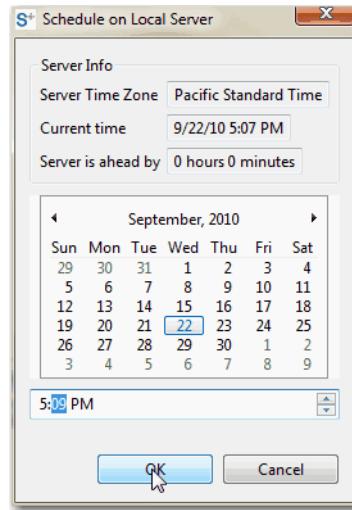 S+ Schedule on Local Server
Server Info
Server Time Zone Pacific Standard Time
Current time 9/22/10 5:07 PM
Server is ahead by 0 hours 0 minutes
September, 2010
Sun Mon Tue Wed Thu Fri Sat
29 30 31 1 2 3 4
5 6 7 8 9 10 11
12 13 14 15 16 17 18
19 20 21 22 23 24 25
26 27 28 29 30 1 2
3 4 5 6 7 8 9
5:09 PM
OK Cancel